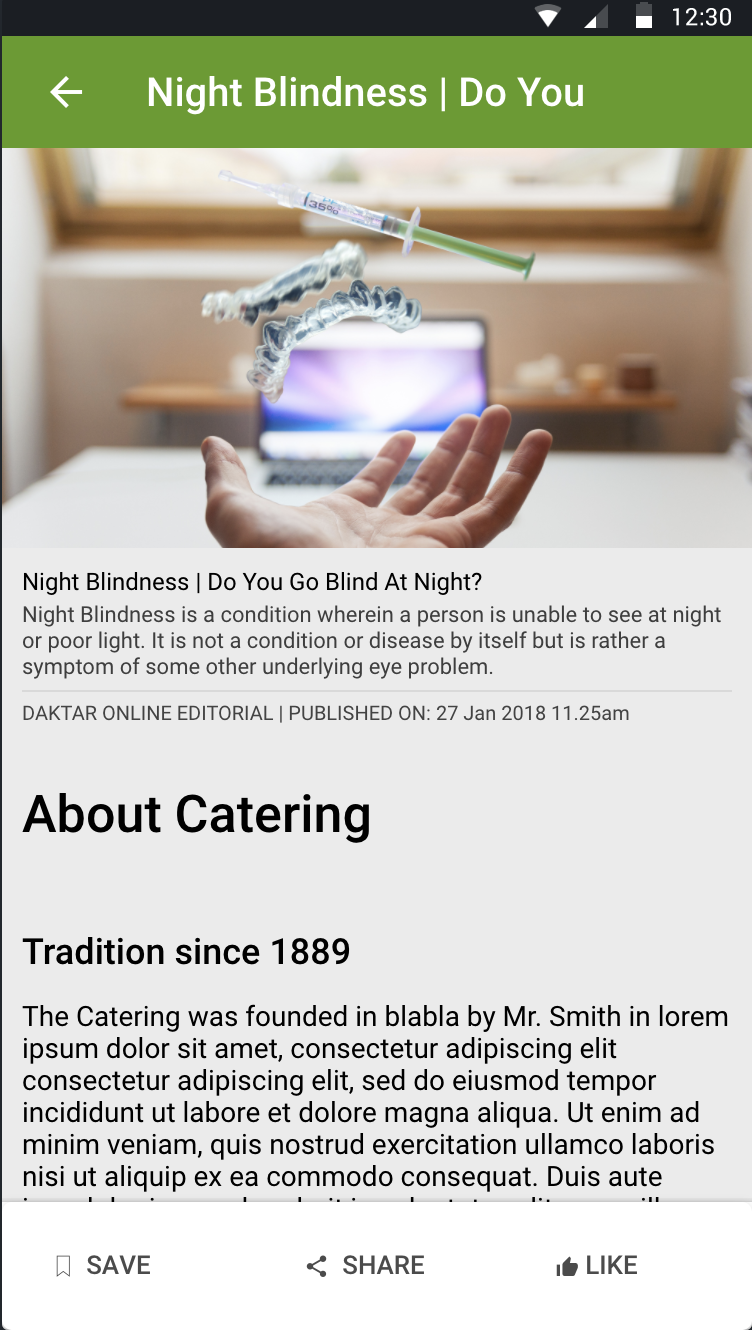 12:30
Night Blindness | Do You
35%
Night Blindness | Do You Go Blind At Night?
Night Blindness is a condition wherein a person is unable to see at night
or poor light. It is not a condition or disease by itself but is rather a
symptom of some other underlying eye problem.
DAKTAR ONLINE EDITORIAL | PUBLISHED ON: 27 Jan 2018 11.25am
About Catering
Tradition since 1889
The Catering was founded in blabla by Mr. Smith in lorem
ipsum dolor sit amet, consectetur adipiscing elit
consectetur adipiscing elit, sed do eiusmod tempor
incididunt ut labore et dolore magna aliqua. Ut enim ad
minim veniam, quis nostrud exercitation ullamco laboris
nisi ut aliquip ex ea commodo consequat. Duis aute
SAVE
SHARE
LIKE